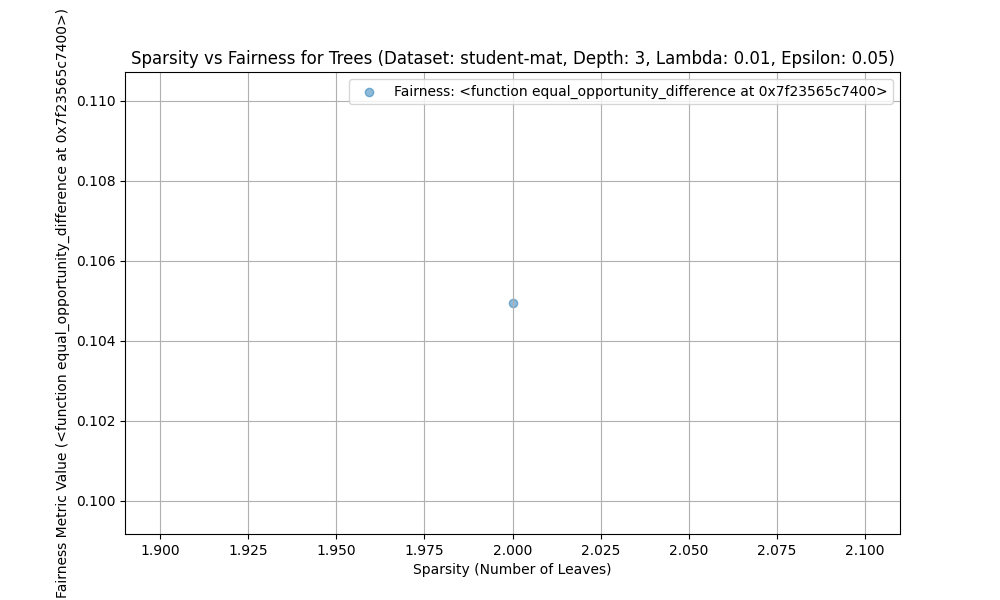 Sparsity vs Fairness for Trees (Dataset: student-mat, Depth: 3, Lambda: 0.01, Epsilon: 0.05)
Fairness: <function equal_opportunity_difference at 0x7f23565c7400>
Fairness Metric Value (<function equal_opportunity_difference at 0x7f23565c7400>)
0.110
0.108
0.106
0.104
0.102
0.100
1.900 1.925 1.950 1.975 2.000 2.025 2.050 2.075 2.100
Sparsity (Number of Leaves)